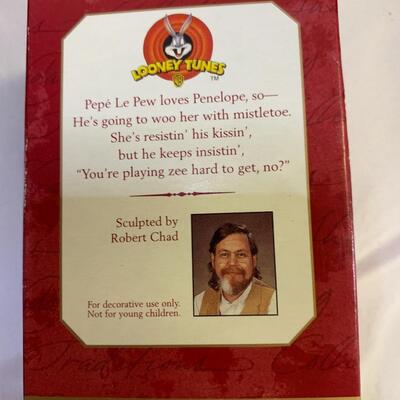 LOONEY TUNES
WB
TM
Pepé Le Pew loves Penelope, so—
He's going to woo her with mistletoe.
She's resistin' his kissin',
but he keeps insistin',
“You're playing zee hard to get, no?”
Sculpted by
Robert Chad
For decorative use only.
Not for young children.